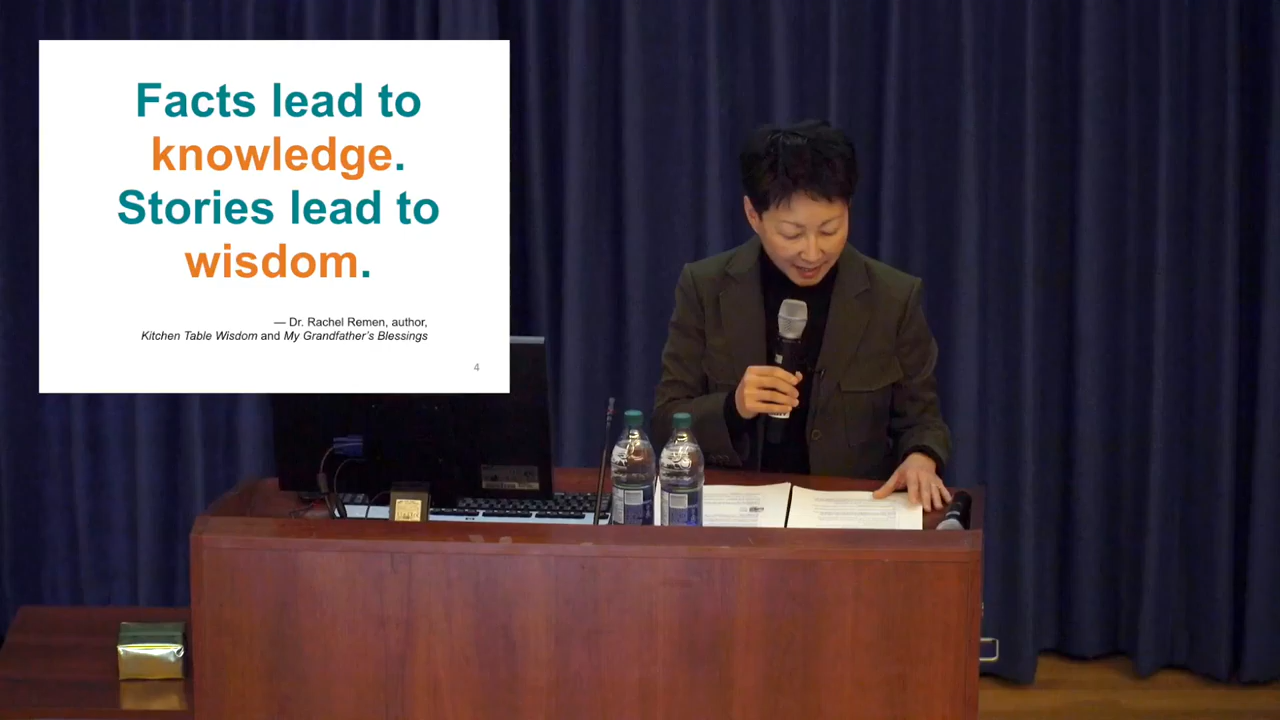 Facts lead to
knowledge.
Stories lead to
wisdom.
— Dr. Rachel Remen, author,
Kitchen Table Wisdom and My Grandfather's Blessings
4